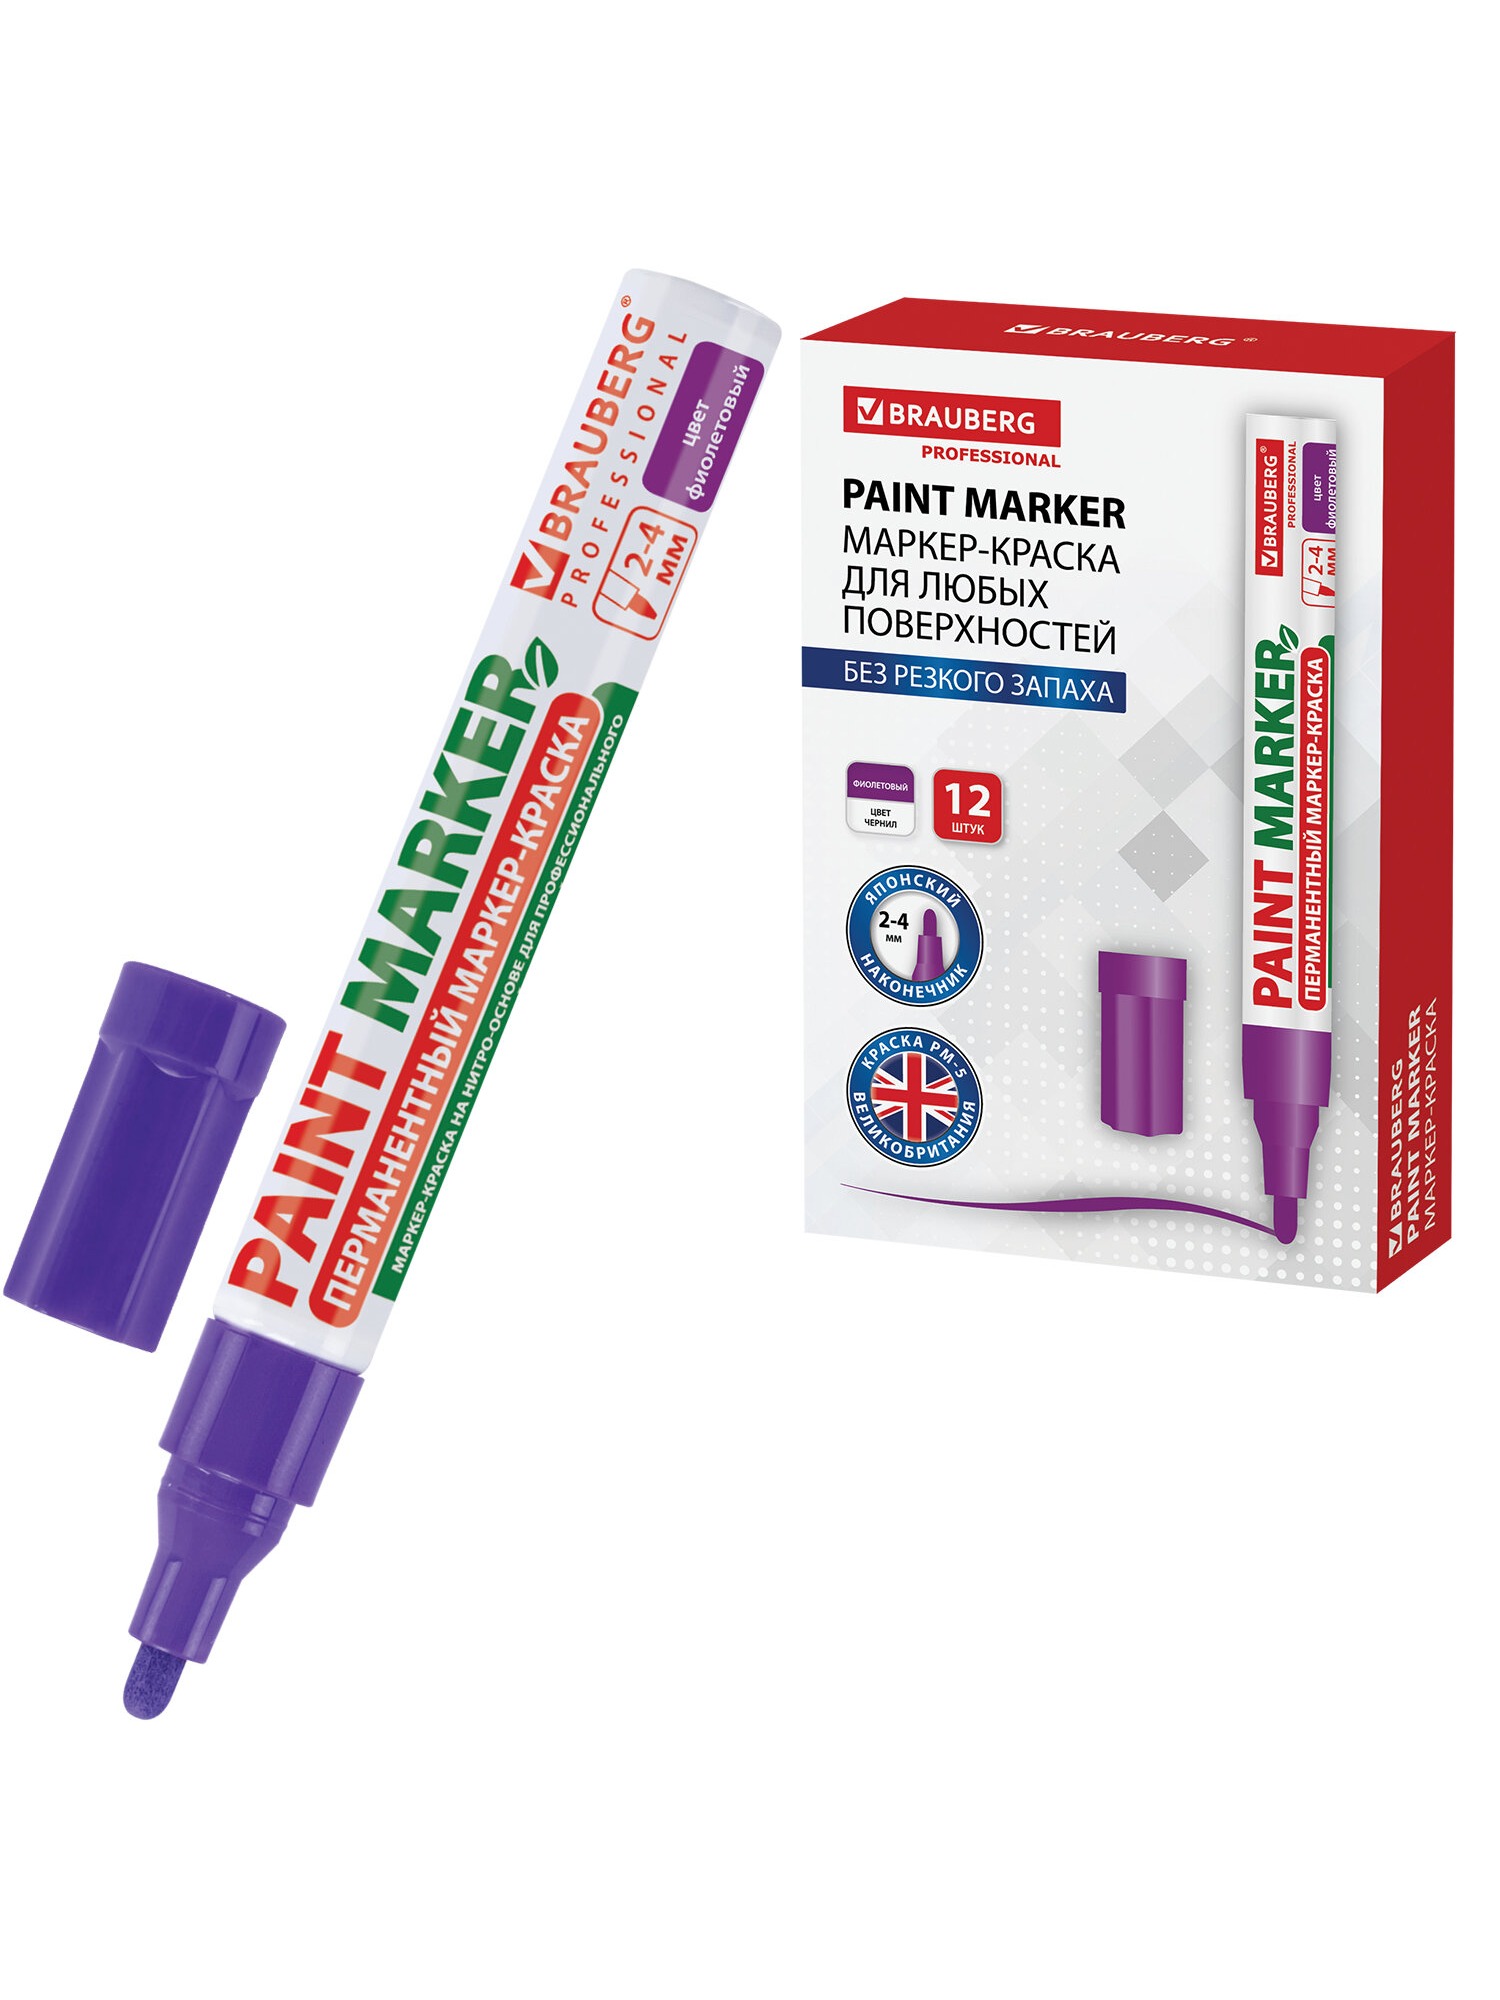 BRAUBERG®
PROFESSIONAL
цвет
фиолетовый
2-4
мм
PAINT MARKER
ПЕРМАНЕНТНЫЙ МАРКЕР-КРАСКА
МАРКЕР-КРАСКА НА НИТРО-ОСНОВЕ ДЛЯ ПРОФЕССИОНАЛЬНОГО
BRAUBERG®
BRAUBERG
PROFESSIONAL
PAINT MARKER
МАРКЕР-КРАСКА
ДЛЯ ЛЮБЫХ
ПОВЕРХНОСТЕЙ
БЕЗ РЕЗКОГО ЗАПАХА
ФИОЛЕТОВЫЙ
ЦВЕТ
ЧЕРНИЛ
12
ШТУК
ЯПОНСКИЙ
2-4
мм
НАКОНЕЧНИК
КРАСКА PM-5
ВЕЛИКОБРИТАНИЯ
BRAUBERG®
PROFESSIONAL
цвет
фиолетовый
2-4
мм
PAINT MARKER
ПЕРМАНЕНТНЫЙ МАРКЕР-КРАСКА
BRAUBERG
PAINT MARKER
МАРКЕР-КРАСКА